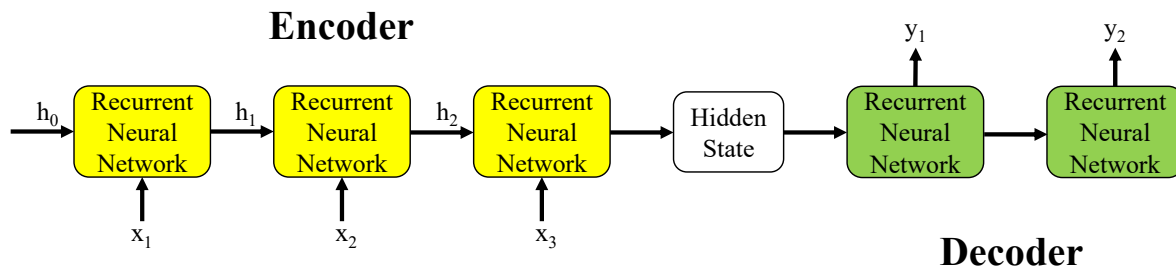 Encoder
y₁
y₂
h₀
Recurrent
Neural
Network
h₁
Recurrent
Neural
Network
h₂
Recurrent
Neural
Network
Hidden
State
Recurrent
Neural
Network
Recurrent
Neural
Network
x₁
x₂
x₃
Decoder